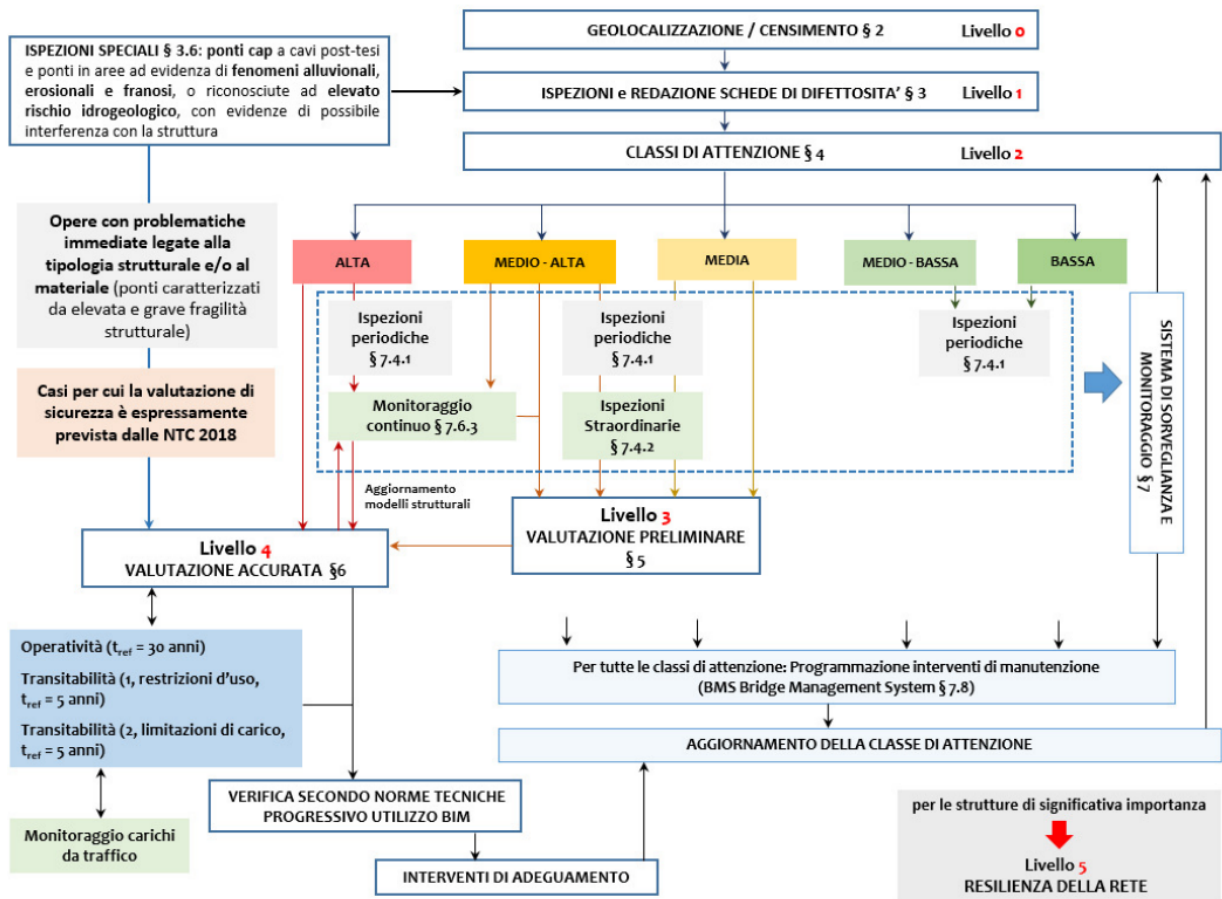 GEOLOCALIZZAZIONE / CENSIMENTO § 2 Livello 0
ISPEZIONI SPECIALI § 3.6: ponti cap a cavi post-tesi
e ponti in aree ad evidenza di fenomeni alluvionali,
erosionali e franosi, o riconosciute ad elevato
rischio idrogeologico, con evidenze di possibile
interferenza con la struttura
ISPEZIONI e REDAZIONE SCHEDE DI DIFETTOSITA' § 3 Livello 1
CLASSI DI ATTENZIONE § 4 Livello 2
Opere con problematiche
immediate legate alla
tipologia strutturale e/o al
materiale (ponti caratterizzati
da elevata e grave fragilità
strutturale)
Casi per cui la valutazione di
sicurezza è espressamente
prevista dalle NTC 2018
ALTA
MEDIO - ALTA
MEDIA
MEDIO - BASSA
BASSA
Ispezioni
periodiche
§ 7.4.1
Ispezioni
periodiche
§ 7.4.1
Ispezioni
periodiche
§ 7.4.1
Monitoraggio
continuo § 7.6.3
Ispezioni
Straordinarie
§ 7.4.2
SISTEMA DI SORVEGLIANZA E
MONITORAGGIO § 7
Aggiornamento
modelli strutturali
Livello 3
VALUTAZIONE PRELIMINARE
§ 5
Livello 4
VALUTAZIONE ACCURATA §6
Operatività (tref = 30 anni)
Transitabilità (1, restrizioni d'uso,
tref = 5 anni)
Transitabilità (2, limitazioni di carico,
tref = 5 anni)
Per tutte le classi di attenzione: Programmazione interventi di manutenzione
(BMS Bridge Management System § 7.8)
AGGIORNAMENTO DELLA CLASSE DI ATTENZIONE
VERIFICA SECONDO NORME TECNICHE
PROGRESSIVO UTILIZZO BIM
Monitoraggio carichi
da traffico
INTERVENTI DI ADEGUAMENTO
per le strutture di significativa importanza
Livello 5
RESILIENZA DELLA RETE